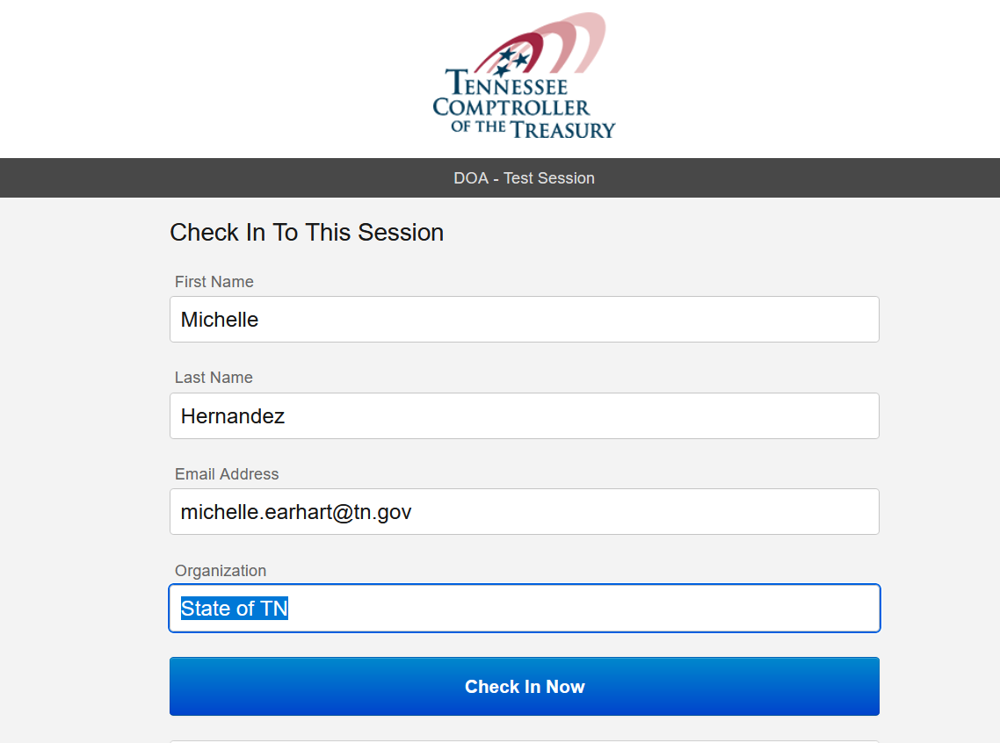 TENNESSEE
COMPTROLLER
OF THE TREASURY
DOA - Test Session
Check In To This Session
First Name
Michelle
Last Name
Hernandez
Email Address
michelle.earhart@tn.gov
Organization
State of TN
Check In Now